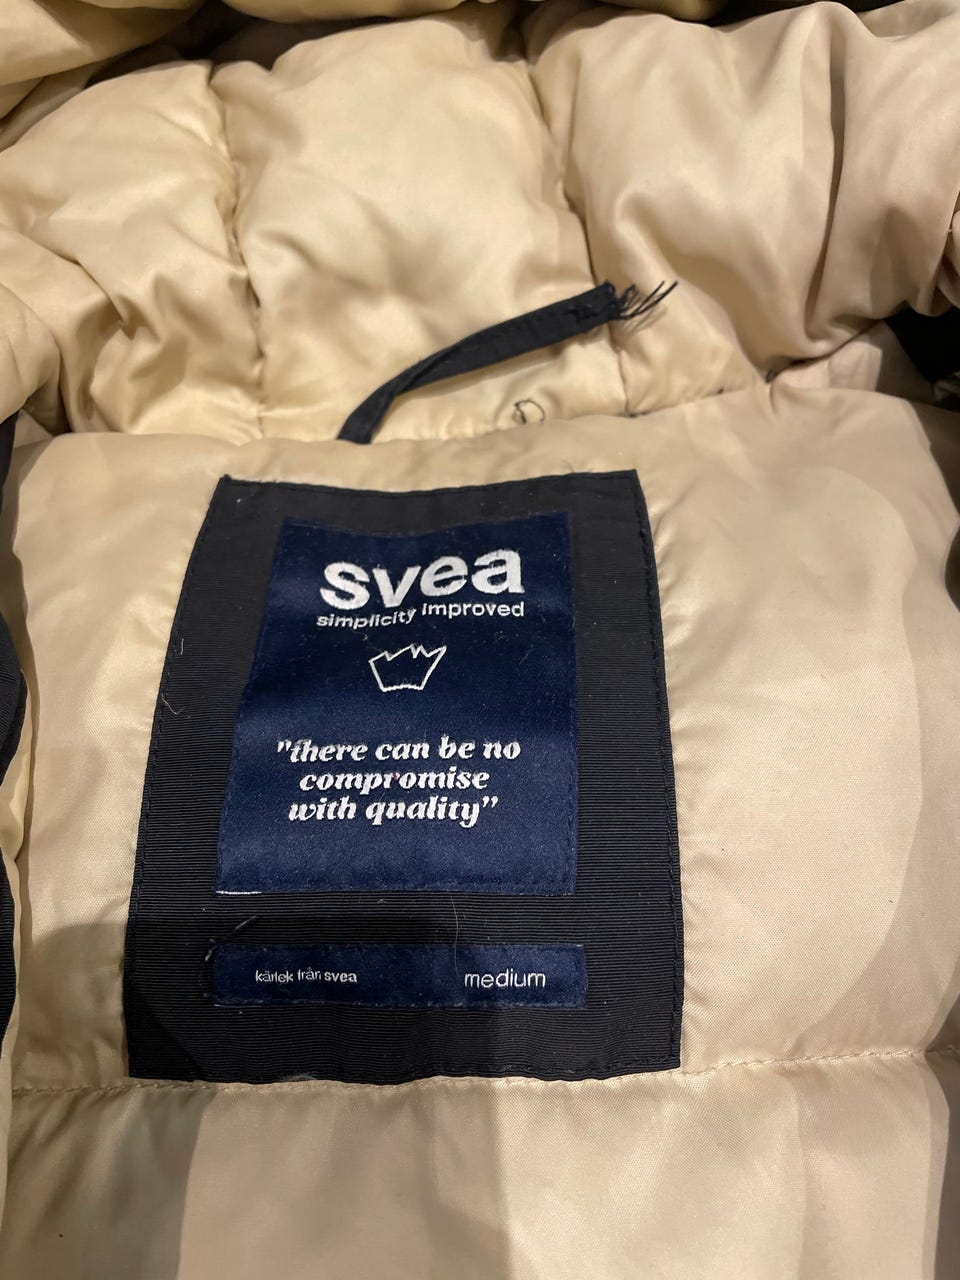 svea
simplicity improved
"there can be no
compromise
with quality"
kärlek från svea
medium